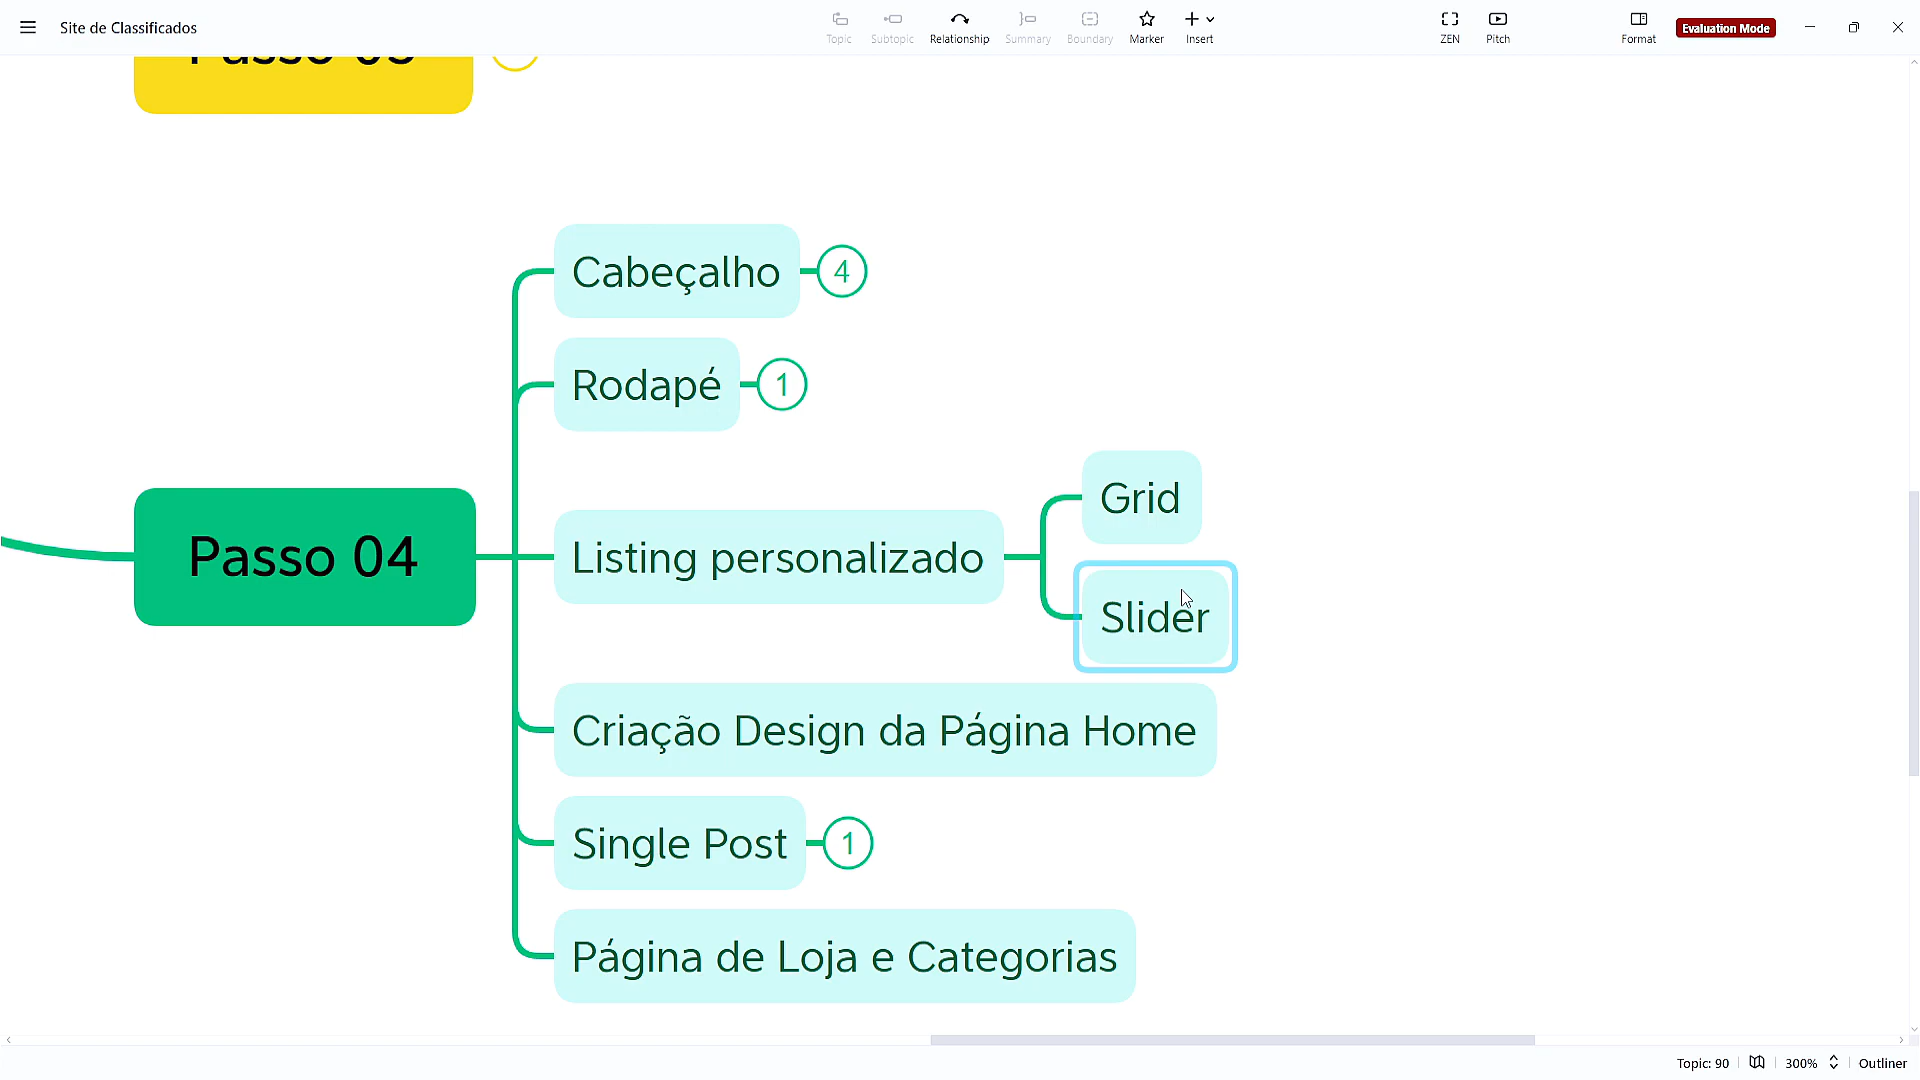 Site de Classificados
Topic
Subtopic
Relationship
Summary
Boundary
Marker
Insert
ZEN
Pitch
Format
Evaluation Mode
Cabeçalho
4
Rodapé
1
Passo 04
Listing personalizado
Grid
Slider
Criação Design da Página Home
Single Post
1
Página de Loja e Categorias
Topic: 90
300%
Outliner